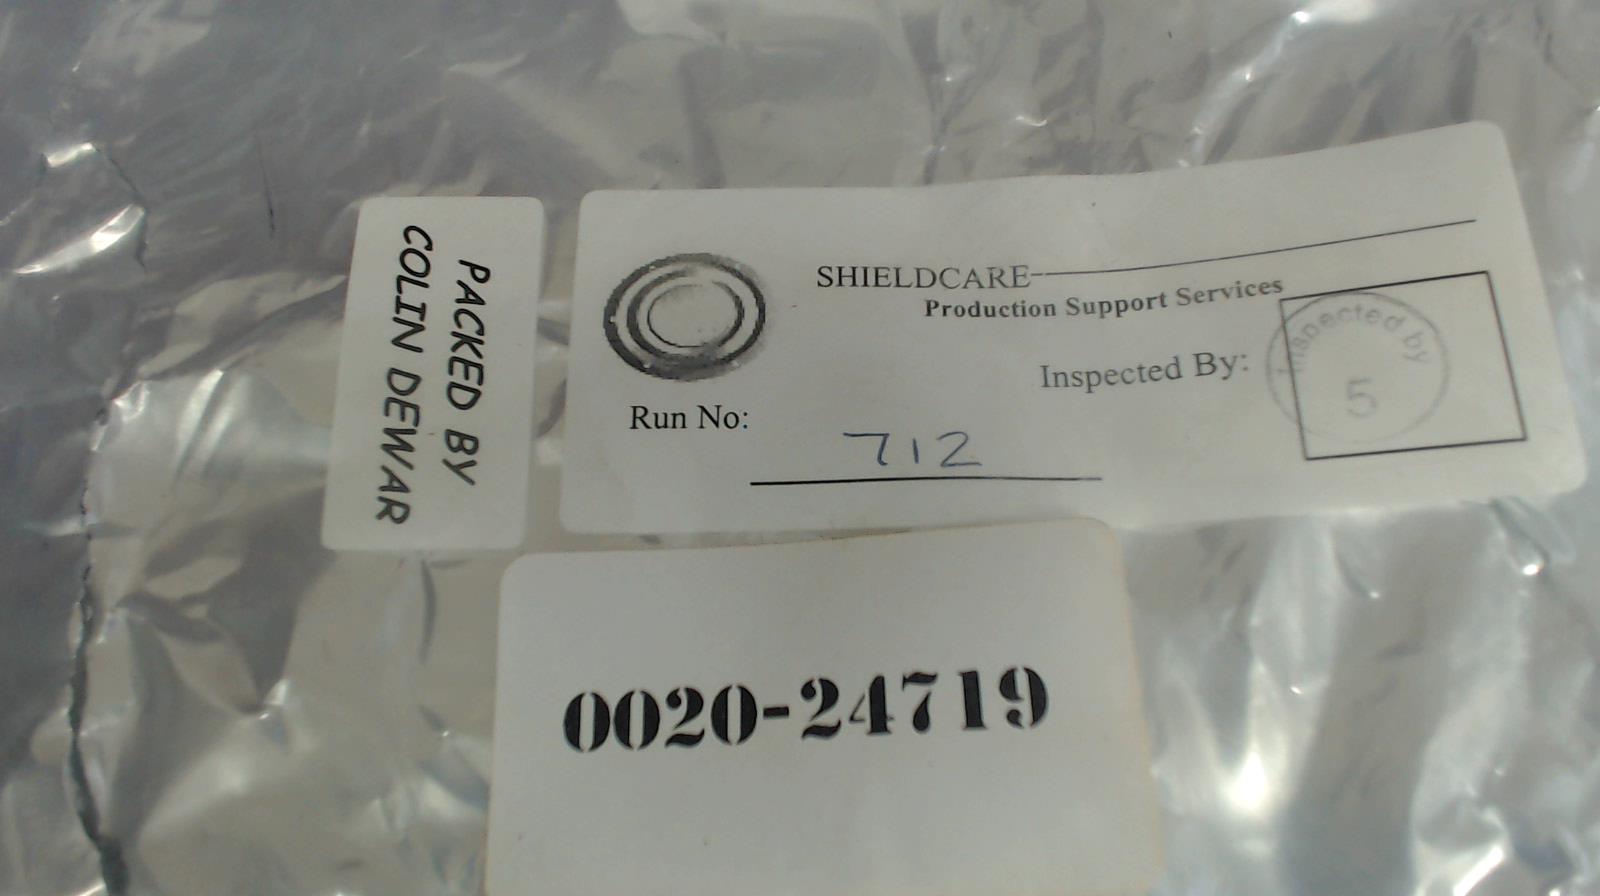 PACKED BY
COLIN DEWAR
SHIELDCARE
Production Support Services
Inspected By:
Inspected by
5
Run No:
712
0020-24719